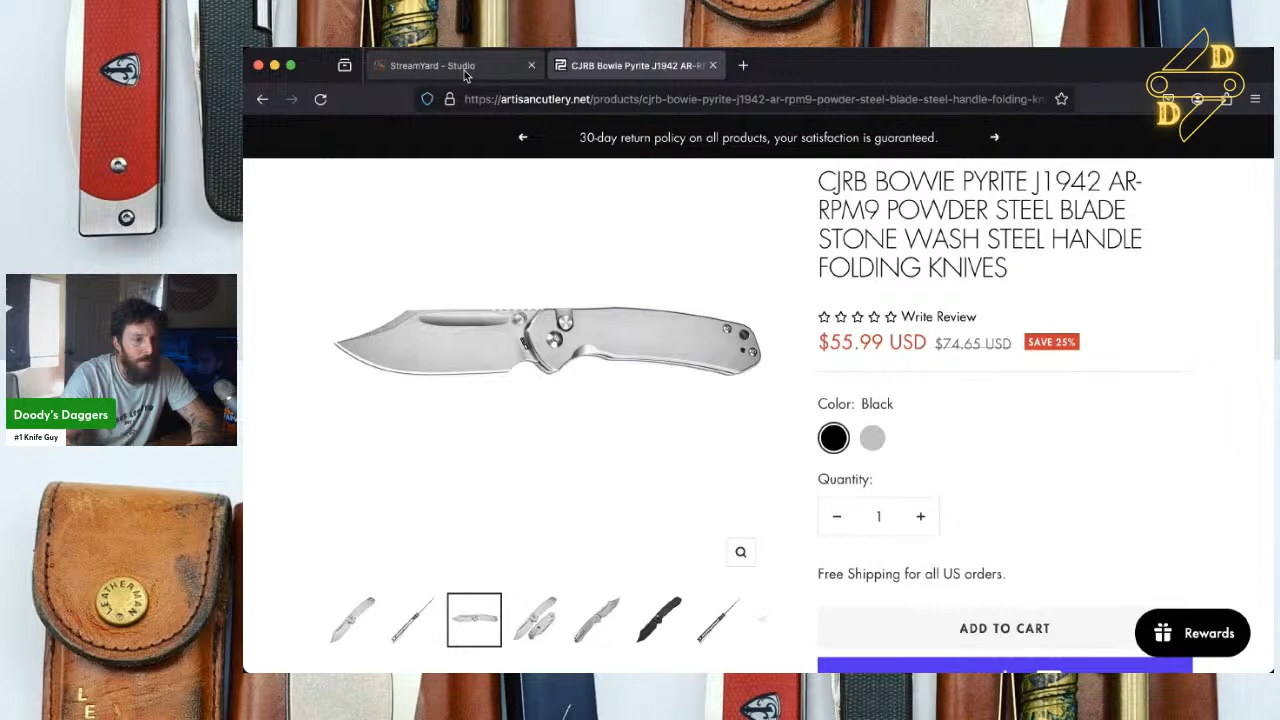 StreamYard - Studio
CJRB Bowie Pyrite J1942 AR-RP
https://artisancutlery.net/products/cjrb-bowie-pyrite-j1942-ar-rpm9-powder-steel-blade-steel-handle-folding-kn
D
D
30-day return policy on all products, your satisfaction is guaranteed.
CJRB BOWIE PYRITE J1942 AR-
RPM9 POWDER STEEL BLADE
STONE WASH STEEL HANDLE
FOLDING KNIVES
Write Review
$55.99 USD $74.65 USD SAVE 25%
Color: Black
Quantity:
− 1 +
Free Shipping for all US orders.
ADD TO CART
Rewards
Doody's Daggers
#1 Knife Guy
LEATHERMAN
L
E